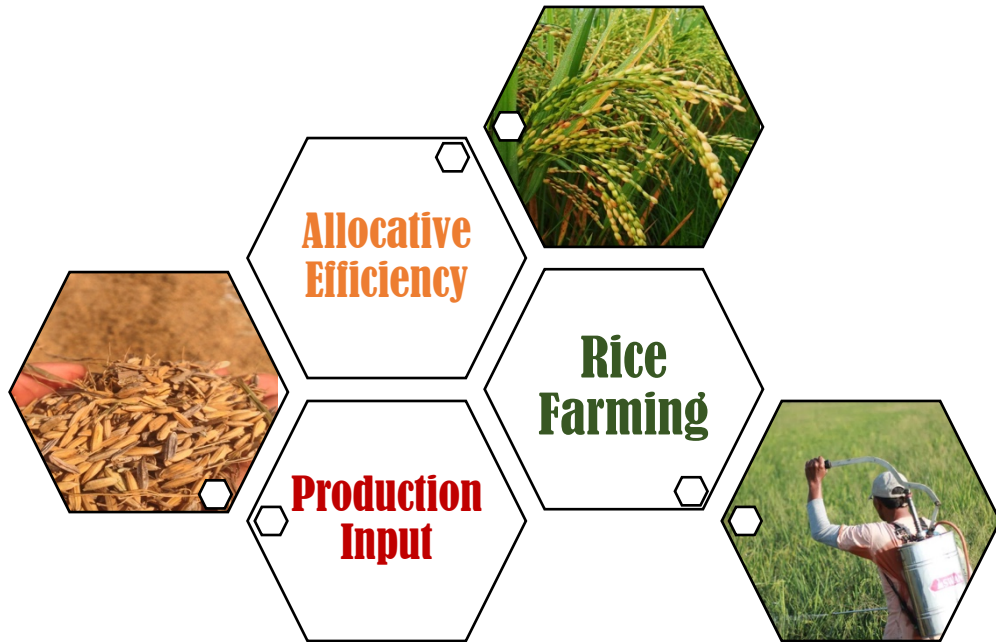 Allocative
Efficiency
Rice
Farming
Production
Input